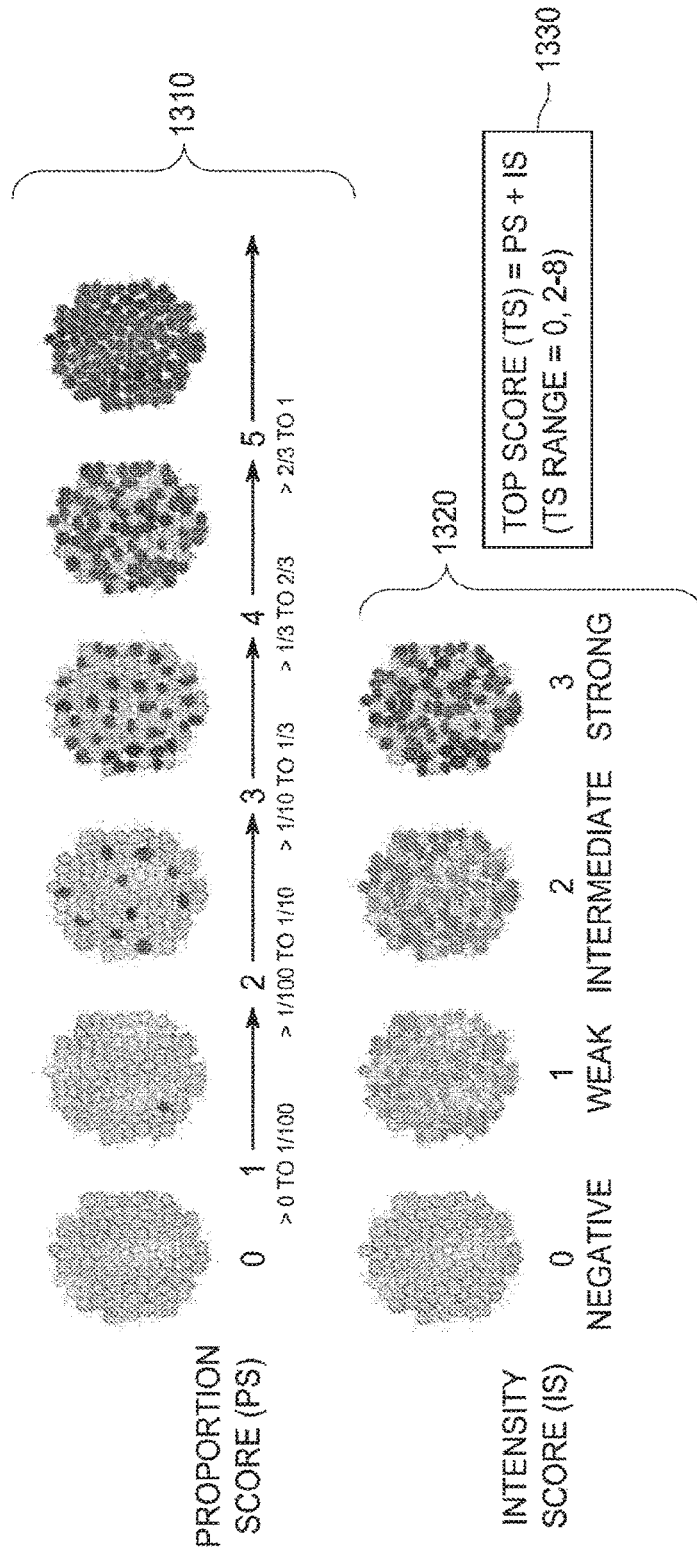 PROPORTION
SCORE (PS)
0 1 2 3 4 5
> 0 TO 1/100 > 1/100 TO 1/10 > 1/10 TO 1/3 > 1/3 TO 2/3 > 2/3 TO 1
1310
INTENSITY
SCORE (IS)
0 1 2 3
NEGATIVE WEAK INTERMEDIATE STRONG
1320
TOP SCORE (TS) = PS + IS
(TS RANGE = 0, 2-8)
1330